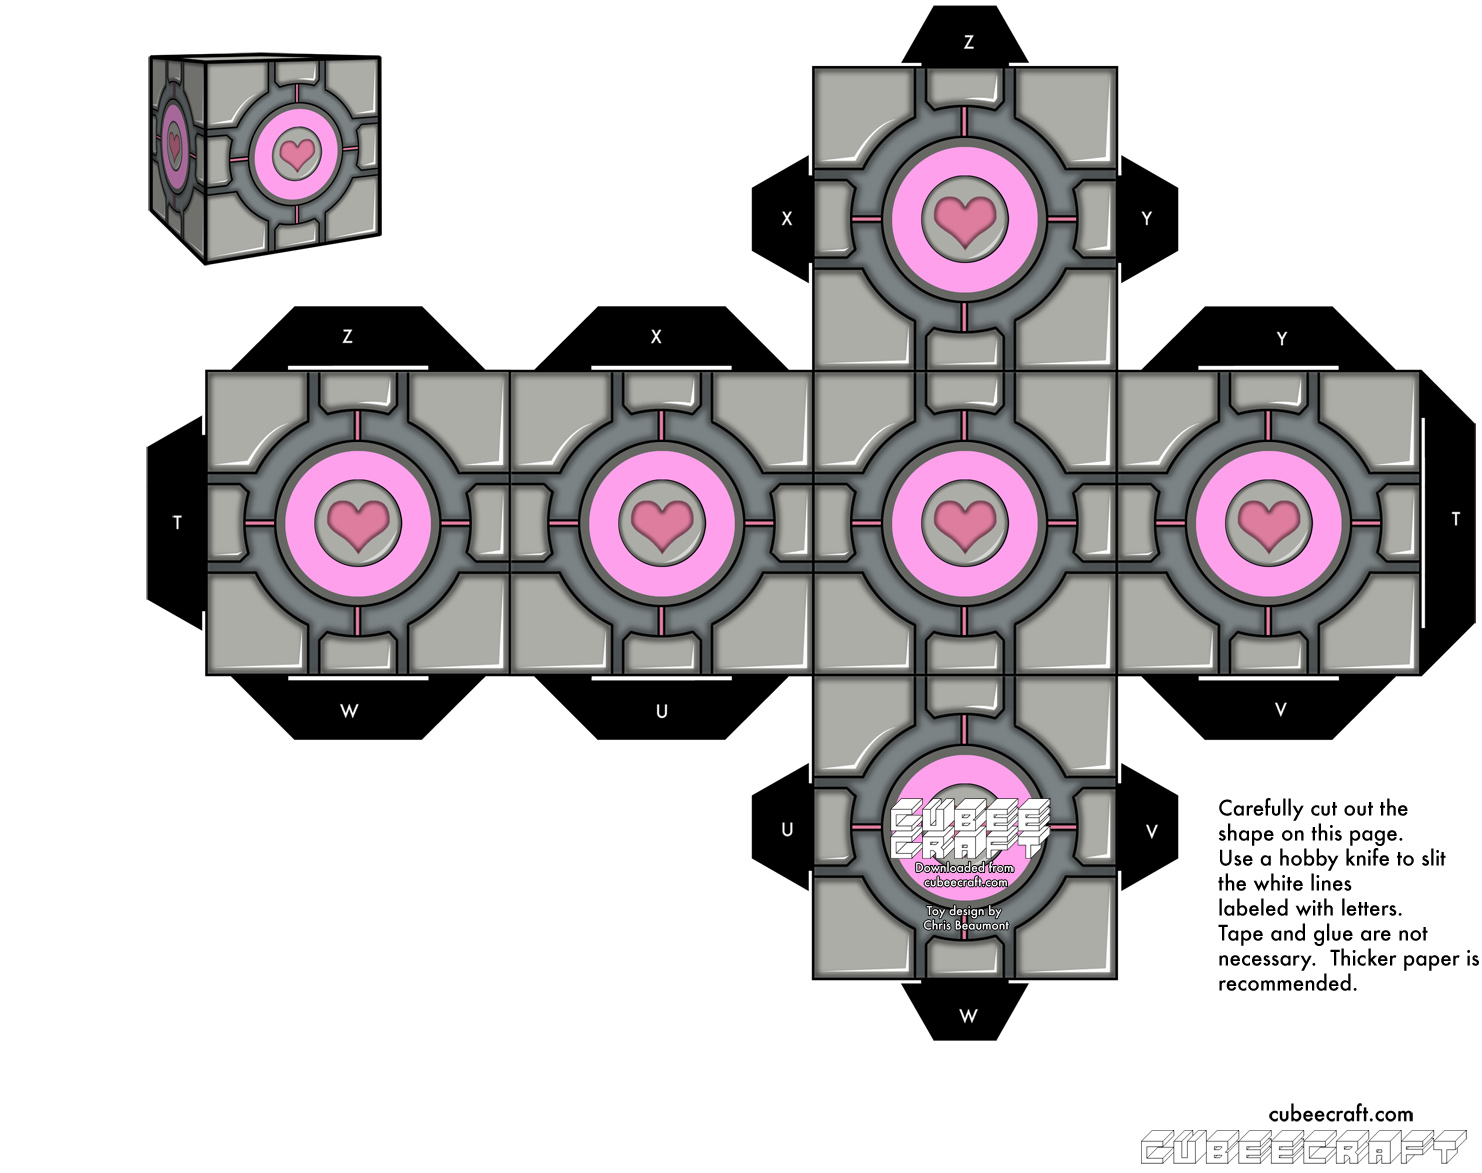 Z
X
Y
Z
X
Y
T
T
W
U
V
U
V
CUBEE
CRAFT
Downloaded from
cubeecraft.com
Toy design by
Chris Beaumont
W
Carefully cut out the
shape on this page.
Use a hobby knife to slit
the white lines
labeled with letters.
Tape and glue are not
necessary.  Thicker paper is
recommended.
cubeecraft.com
CUBEECRAFT